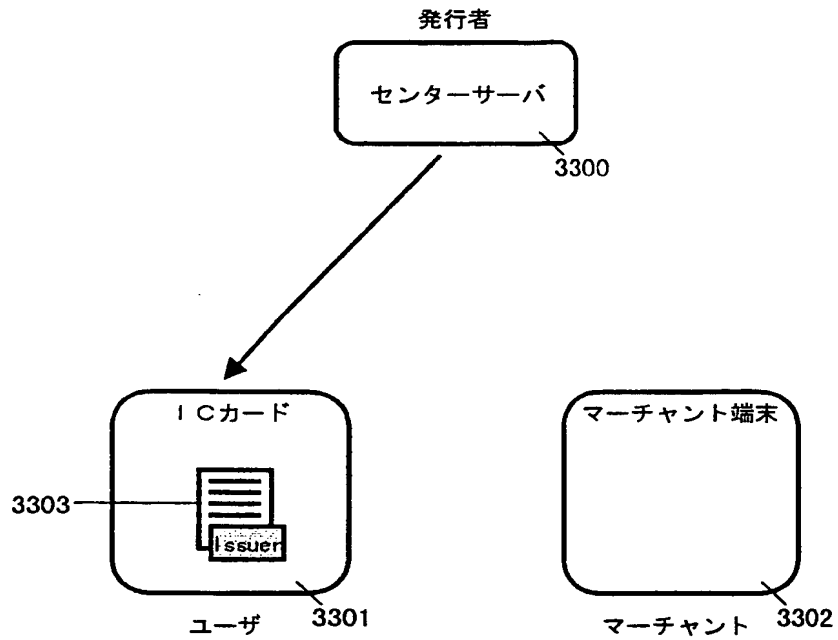 発行者
センターサーバ
3300
ICカード
マーチャント端末
3303
Issuer
3301
3302
ユーザ
マーチャント